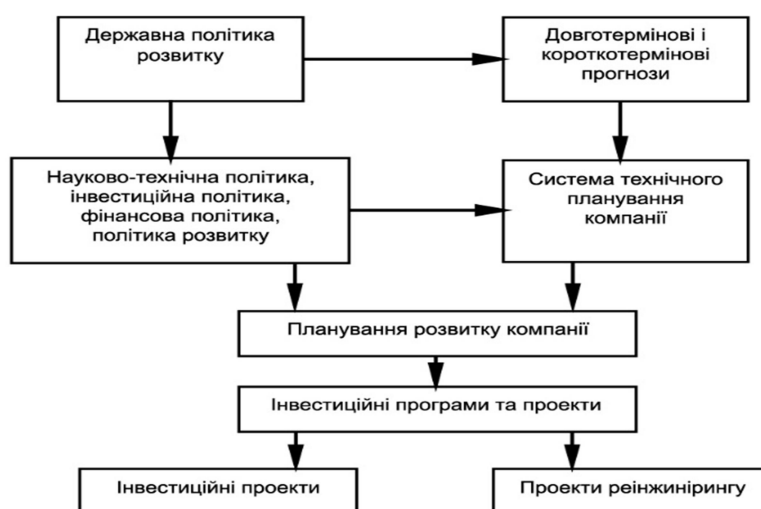 Державна політика
розвитку
Довготермінові і
короткотермінові
прогнози
Науково-технічна політика,
інвестиційна політика,
фінансова політика,
політика розвитку
Система технічного
планування
компанії
Планування розвитку компанії
Інвестиційні програми та проекти
Інвестиційні проекти
Проекти реінжинірингу